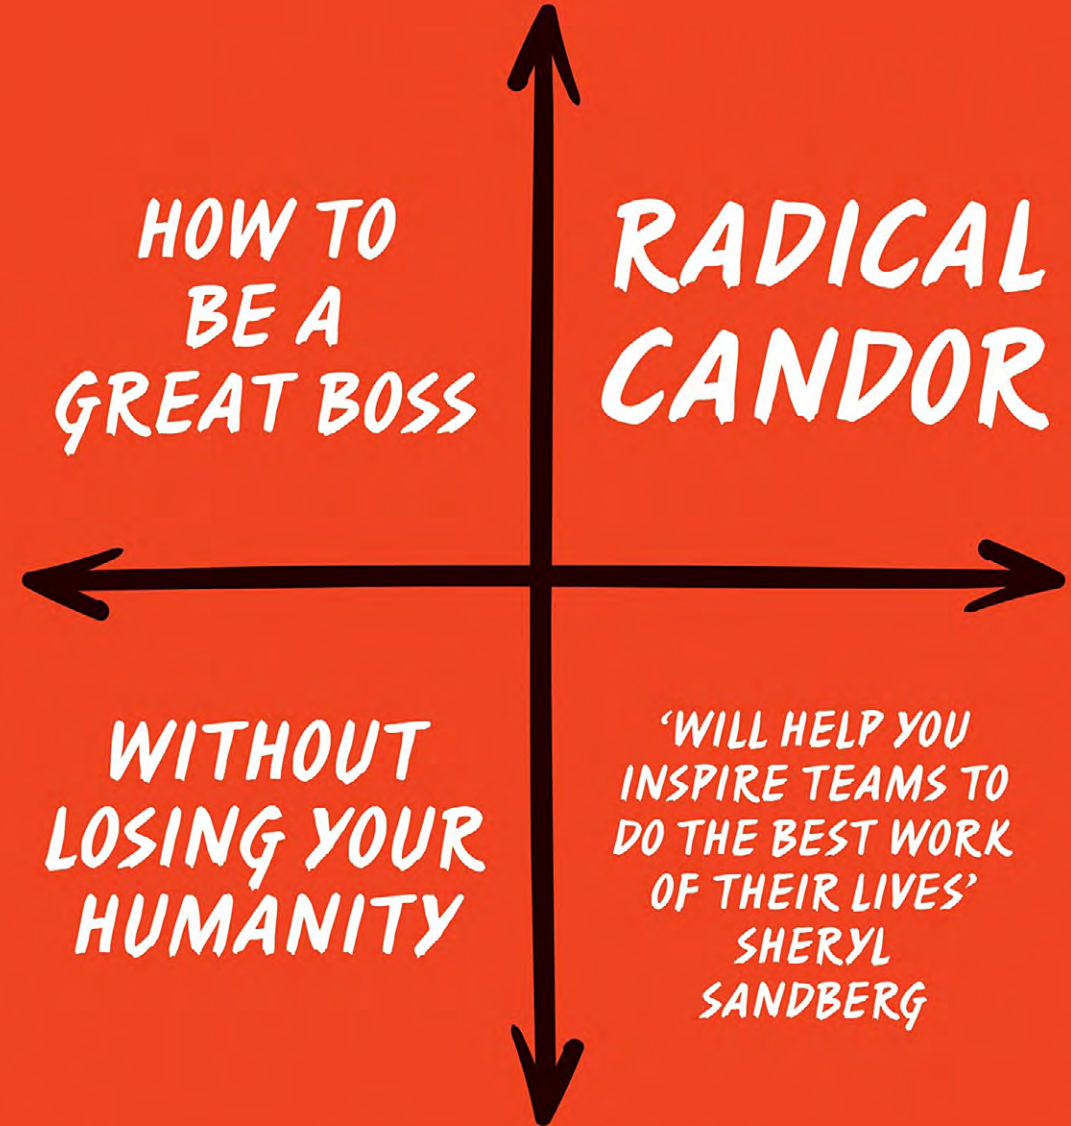 HOW TO
BE A
GREAT BOSS
RADICAL
CANDOR
WITHOUT
LOSING YOUR
HUMANITY
‘WILL HELP YOU
INSPIRE TEAMS TO
DO THE BEST WORK
OF THEIR LIVES’
SHERYL
SANDBERG